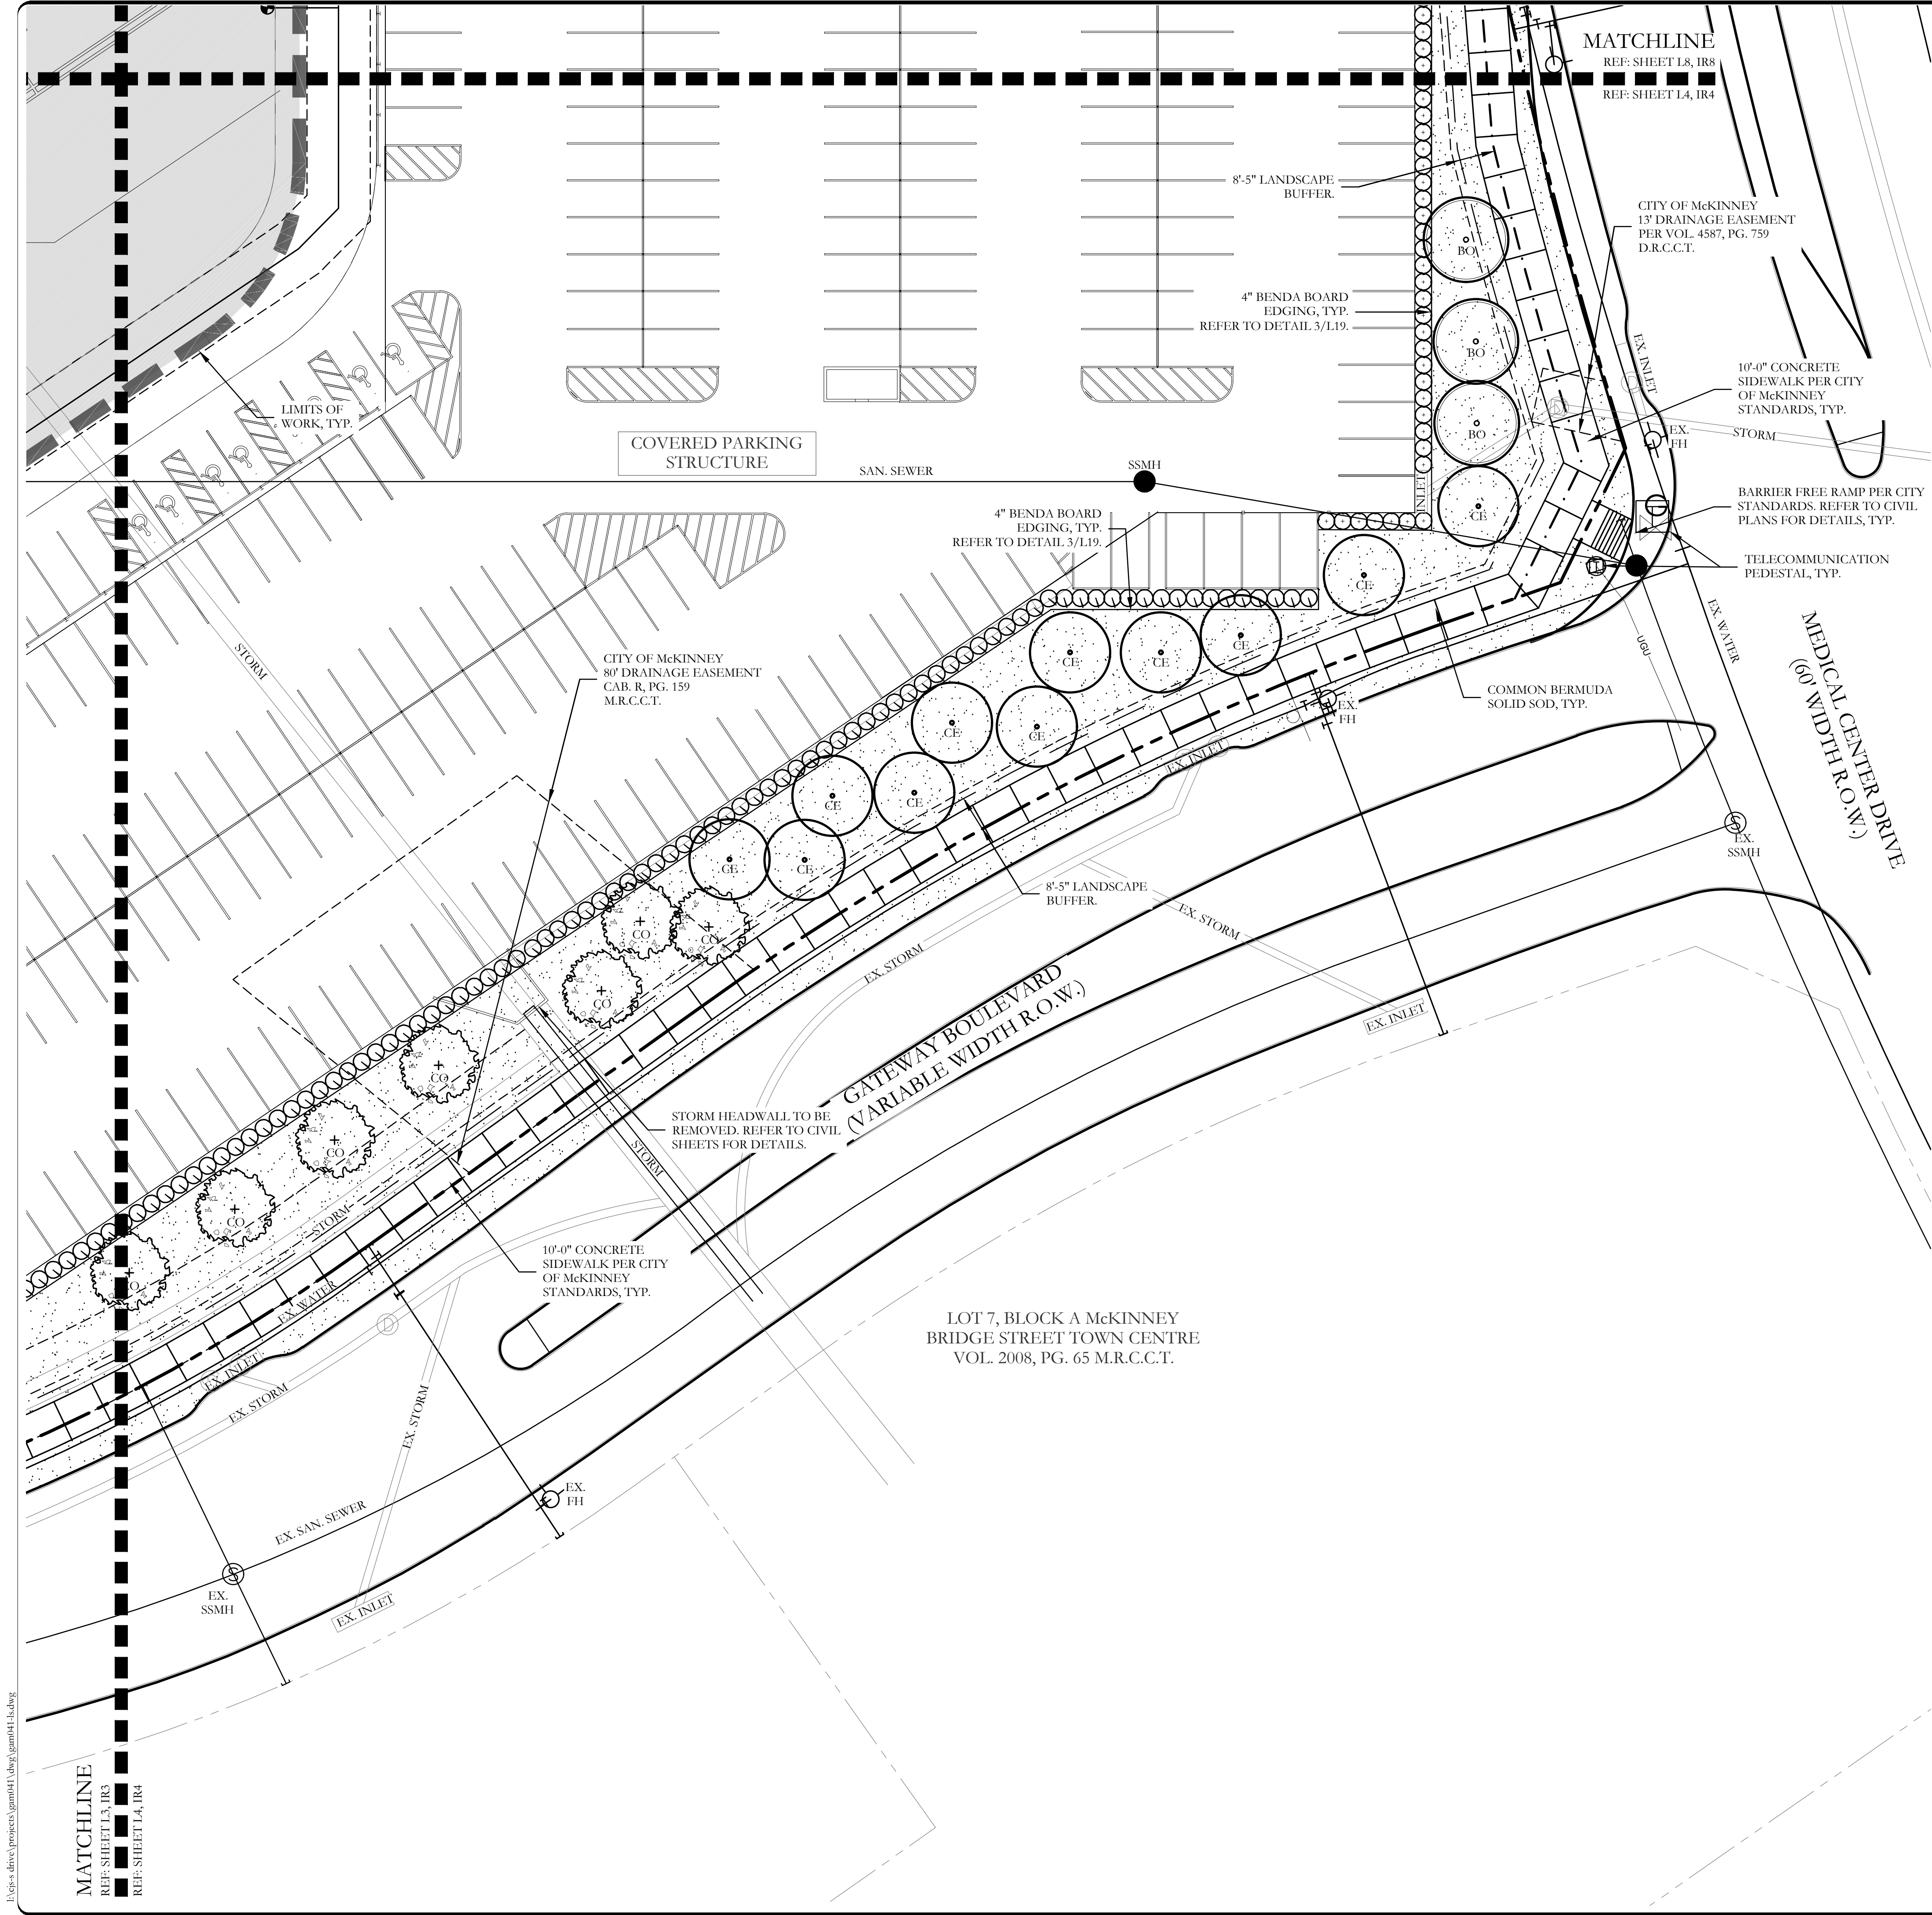 MATCHLINE
REF: SHEET L8, IR8
REF: SHEET L4, IR4
8'-5" LANDSCAPE
BUFFER.
CITY OF McKINNEY
13' DRAINAGE EASEMENT
PER VOL. 4587, PG. 759
D.R.C.C.T.
BO
4" BENDA BOARD
EDGING, TYP.
REFER TO DETAIL 3/L19.
BO
EX. INLET
10'-0" CONCRETE
SIDEWALK PER CITY
OF McKINNEY
STANDARDS, TYP.
LIMITS OF
WORK, TYP.
BO
D
EX.
FH
STORM
COVERED PARKING
STRUCTURE
SAN. SEWER
SSMH
INLET
CE
BARRIER FREE RAMP PER CITY
STANDARDS. REFER TO CIVIL
PLANS FOR DETAILS, TYP.
4" BENDA BOARD
EDGING, TYP.
REFER TO DETAIL 3/L19.
TELECOMMUNICATION
PEDESTAL, TYP.
CE
EX. WATER
UGU
MEDICAL CENTER DRIVE
(60' WIDTH R.O.W.)
STORM
CITY OF McKINNEY
80' DRAINAGE EASEMENT
CAB. R, PG. 159
M.R.C.C.T.
CE
CE
CE
COMMON BERMUDA
SOLID SOD, TYP.
EX.
FH
CE
CE
EX. INLET
CE
CE
S
EX.
SSMH
CE
CE
8'-5" LANDSCAPE
BUFFER.
CO
CO
EX. STORM
EX. STORM
CO
EX. INLET
GATEWAY BOULEVARD
(VARIABLE WIDTH R.O.W.)
CO
STORM HEADWALL TO BE
REMOVED. REFER TO CIVIL
SHEETS FOR DETAILS.
STORM
CO
CO
STORM
10'-0" CONCRETE
SIDEWALK PER CITY
OF McKINNEY
STANDARDS, TYP.
CO
EX. WATER
D
LOT 7, BLOCK A McKINNEY
BRIDGE STREET TOWN CENTRE
VOL. 2008, PG. 65 M.R.C.C.T.
EX. INLET
EX. STORM
EX. STORM
EX.
FH
EX. SAN. SEWER
S
EX.
SSMH
EX. INLET
MATCHLINE
REF: SHEET L3, IR3
REF: SHEET L4, IR4
l:\cjs-s drive\projects\gam041\dwg\gam041-ls.dwg